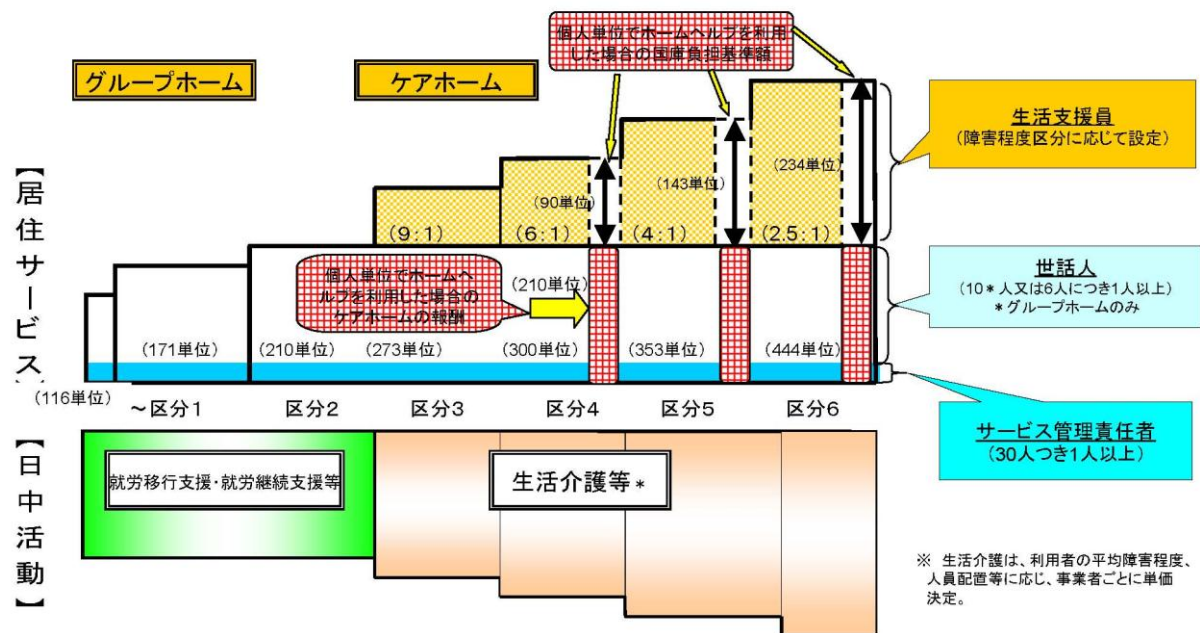 個人単位でホームヘルプを利用
した場合の国庫負担基準額
グループホーム
ケアホーム
【居住サービス】
生活支援員
(障害程度区分に応じて設定)
(90単位)
(143単位)
(234単位)
(9:1)
(6:1)
(4:1)
(2.5:1)
個人単位でホームヘ
ルプを利用した場合の
ケアホームの報酬
(210単位)
世話人
(10*人又は6人につき1人以上)
*グループホームのみ
(171単位)
(210単位)
(273単位)
(300単位)
(353単位)
(444単位)
(116単位)
~区分1
区分2
区分3
区分4
区分5
区分6
サービス管理責任者
(30人つき1人以上)
【日中活動】
就労移行支援・就労継続支援等
生活介護等*
※ 生活介護は、利用者の平均障害程度、
人員配置等に応じ、事業者ごとに単価
決定。